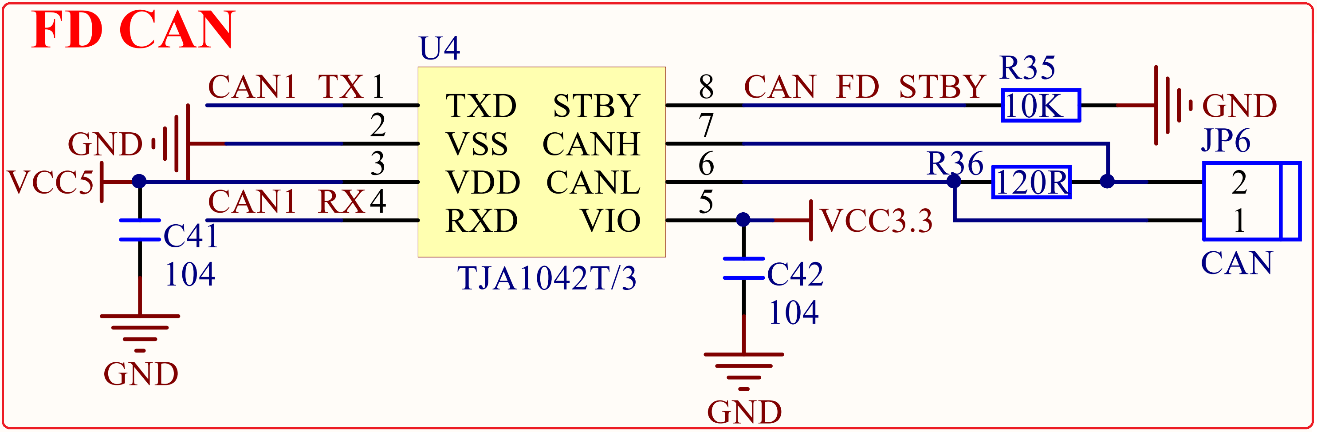 FD CAN
U4
CAN1_TX 1 TXD STBY 8 CAN_FD_STBY R35 10K GND
GND 2 VSS CANH 7
JP6
VCC5 3 VDD CANL 6 R36 120R 2
CAN1_RX 4 RXD VIO 5 VCC3.3 1
C41
104
TJA1042T/3
CAN
C42
104
GND
GND